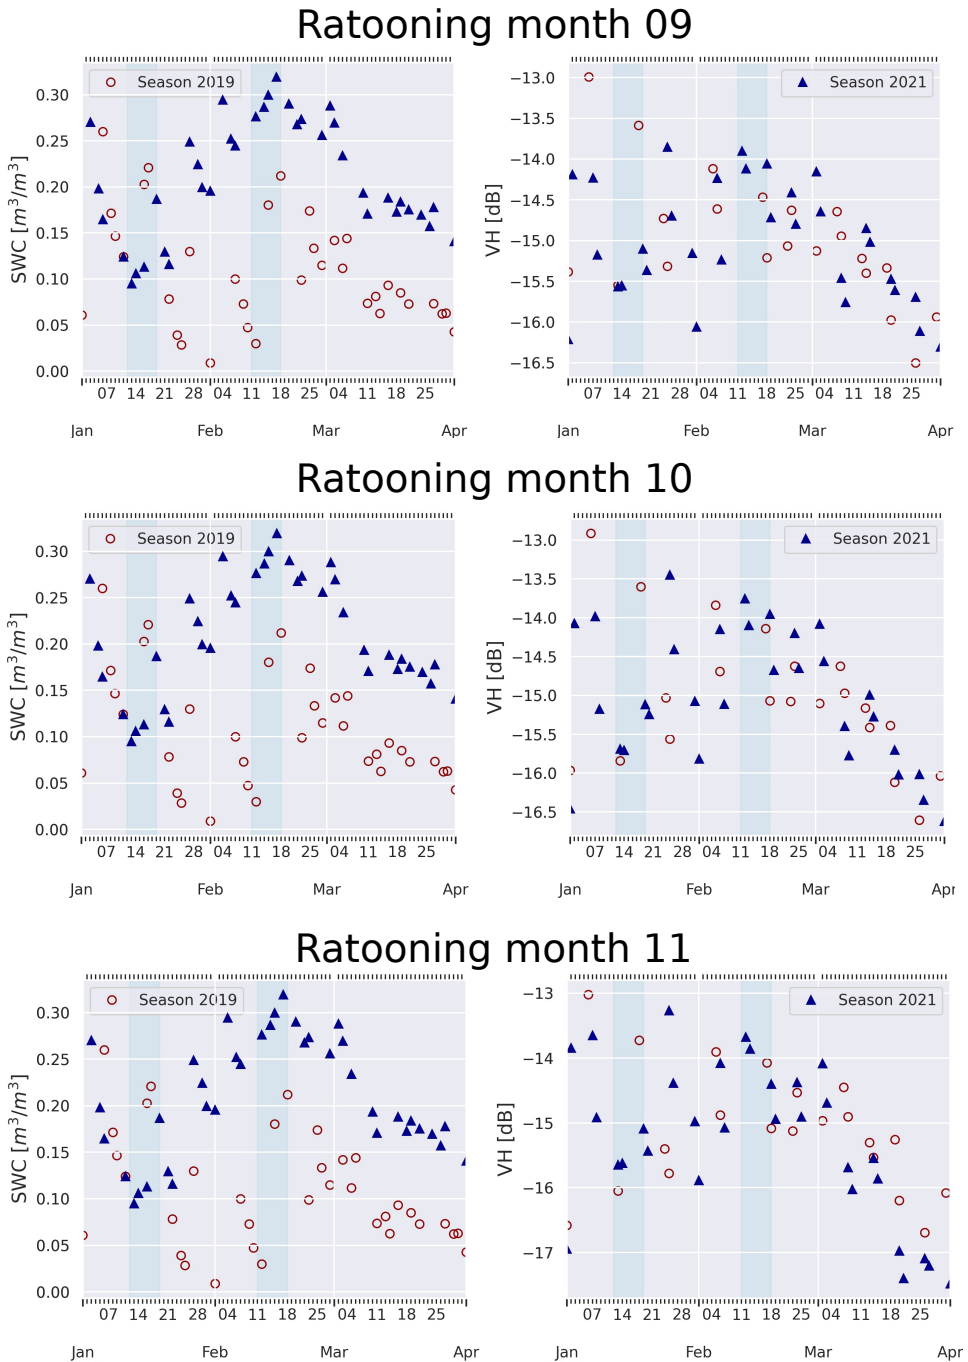 Ratooning month 09
Season 2019
SWC [m³/m³]
0.30
0.25
0.20
0.15
0.10
0.05
0.00
07 14 21 28 04 11 18 25 04 11 18 25
Jan Feb Mar Apr
Season 2021
VH [dB]
−13.0
−13.5
−14.0
−14.5
−15.0
−15.5
−16.0
−16.5
07 14 21 28 04 11 18 25 04 11 18 25
Jan Feb Mar Apr
Ratooning month 10
Season 2019
SWC [m³/m³]
0.30
0.25
0.20
0.15
0.10
0.05
0.00
07 14 21 28 04 11 18 25 04 11 18 25
Jan Feb Mar Apr
Season 2021
VH [dB]
−13.0
−13.5
−14.0
−14.5
−15.0
−15.5
−16.0
−16.5
07 14 21 28 04 11 18 25 04 11 18 25
Jan Feb Mar Apr
Ratooning month 11
Season 2019
SWC [m³/m³]
0.30
0.25
0.20
0.15
0.10
0.05
0.00
07 14 21 28 04 11 18 25 04 11 18 25
Jan Feb Mar Apr
Season 2021
VH [dB]
−13
−14
−15
−16
−17
07 14 21 28 04 11 18 25 04 11 18 25
Jan Feb Mar Apr